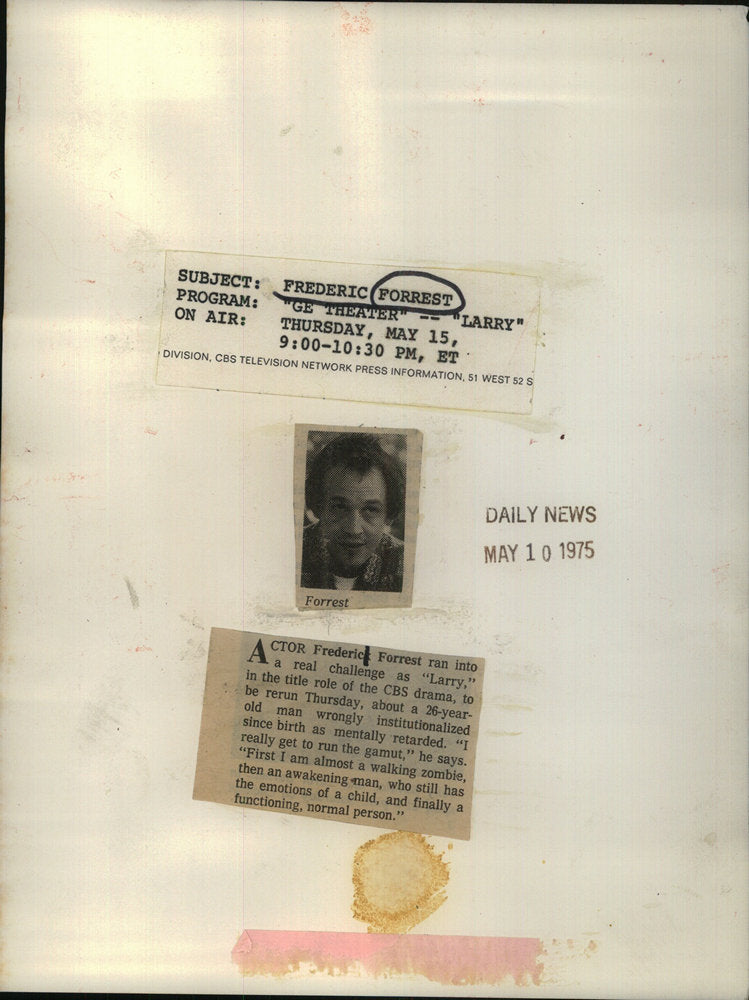 SUBJECT: FREDERIC FORREST
PROGRAM: "GE THEATER" -- "LARRY"
ON AIR: THURSDAY, MAY 15,
9:00-10:30 PM, ET
DIVISION, CBS TELEVISION NETWORK PRESS INFORMATION, 51 WEST 52 S
Forrest
DAILY NEWS
MAY 10 1975
ACTOR Frederick Forrest ran into
a real challenge as “Larry,”
in the title role of the CBS drama, to
be rerun Thursday, about a 26-year-
old man wrongly institutionalized
since birth as mentally retarded. “I
really get to run the gamut,” he says.
“First I am almost a walking zombie,
then an awakening man, who still has
the emotions of a child, and finally a
functioning, normal person.”